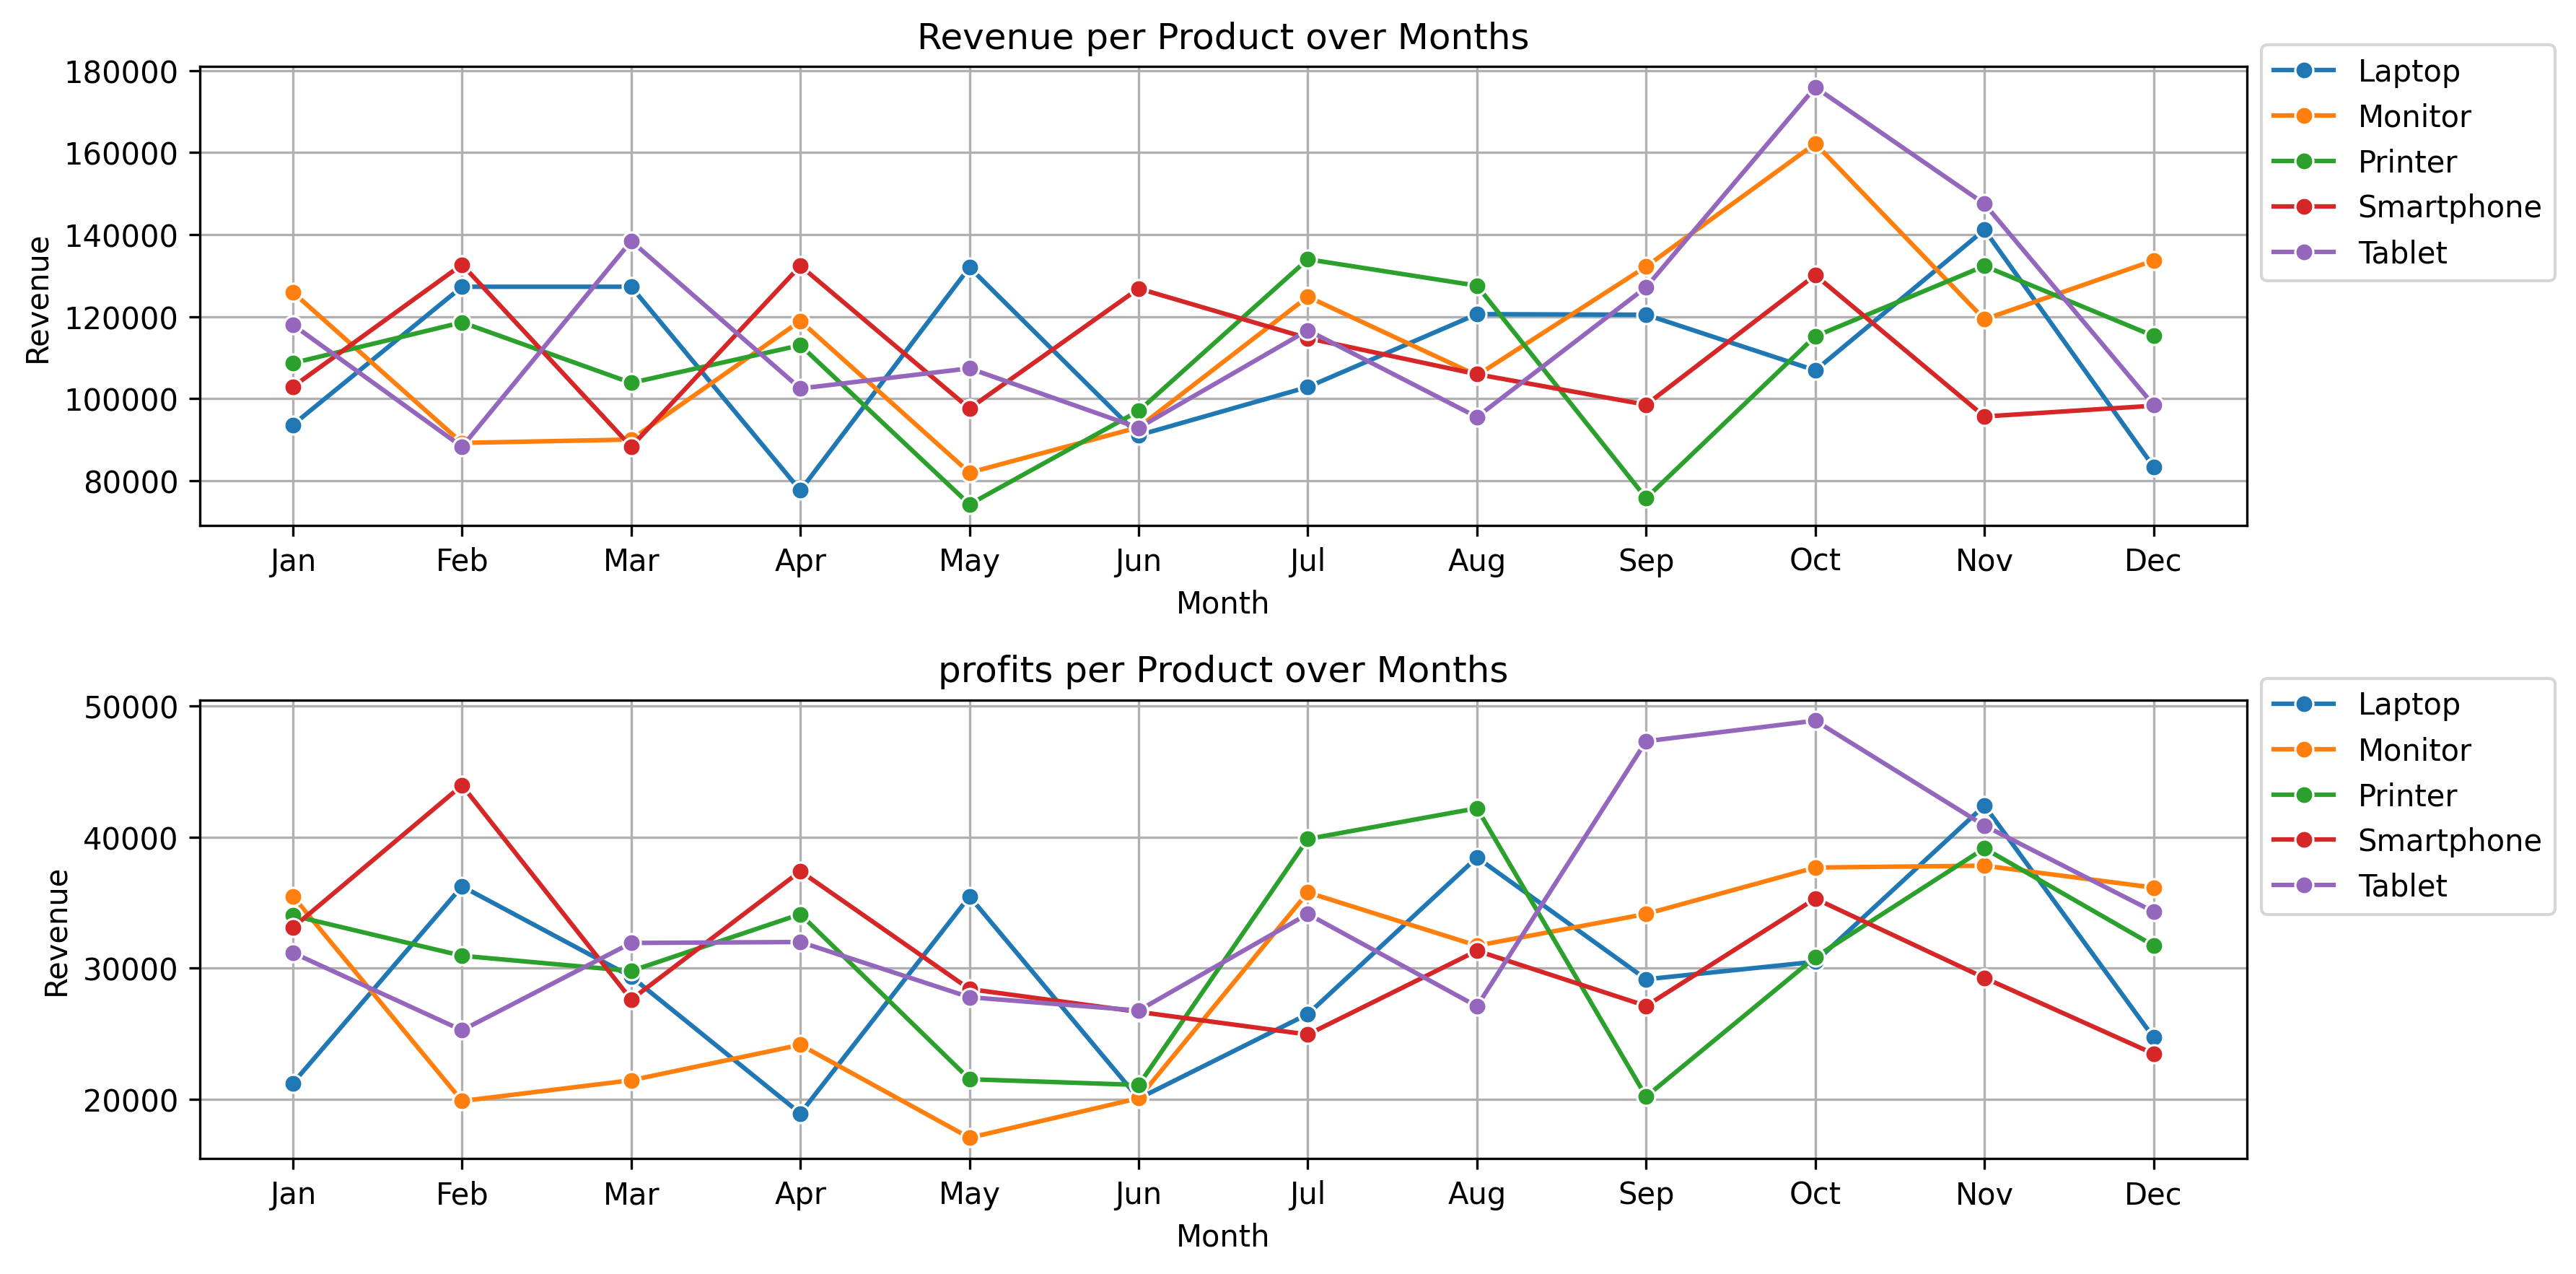 Revenue per Product over Months
180000
160000
140000
120000
100000
80000
Revenue
Jan Feb Mar Apr May Jun Jul Aug Sep Oct Nov Dec
Month
Laptop
Monitor
Printer
Smartphone
Tablet
profits per Product over Months
50000
40000
30000
20000
Revenue
Jan Feb Mar Apr May Jun Jul Aug Sep Oct Nov Dec
Month
Laptop
Monitor
Printer
Smartphone
Tablet